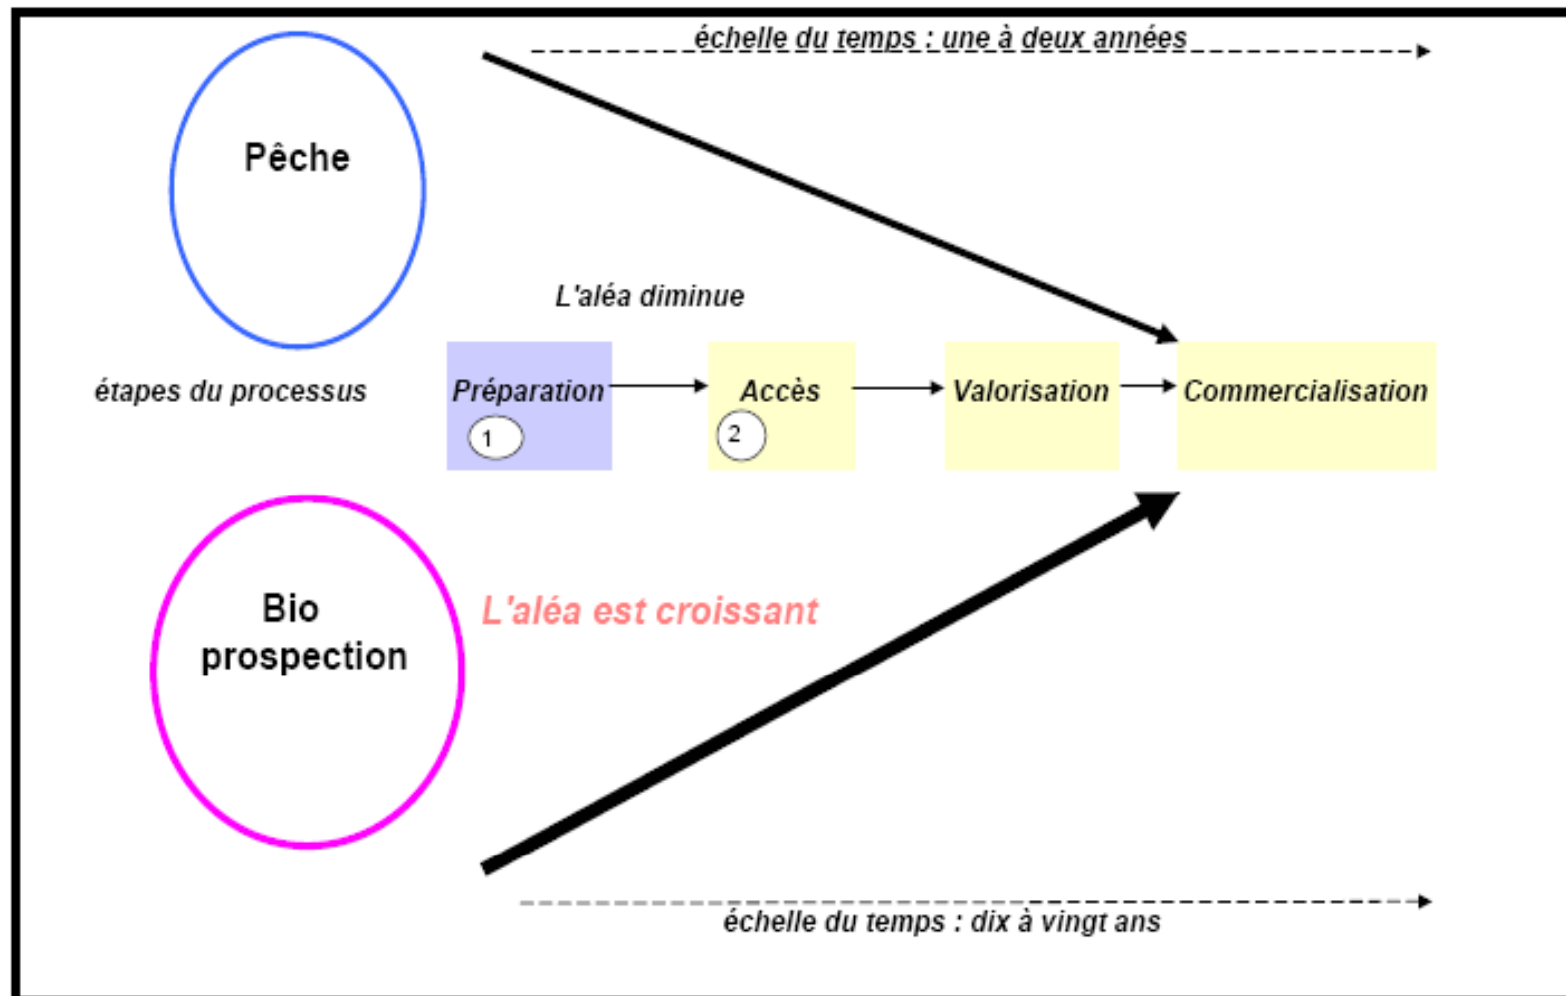 échelle du temps : une à deux années
Pêche
L'aléa diminue
étapes du processus
Préparation
1
Accès
2
Valorisation
Commercialisation
Bio
prospection
L'aléa est croissant
échelle du temps : dix à vingt ans